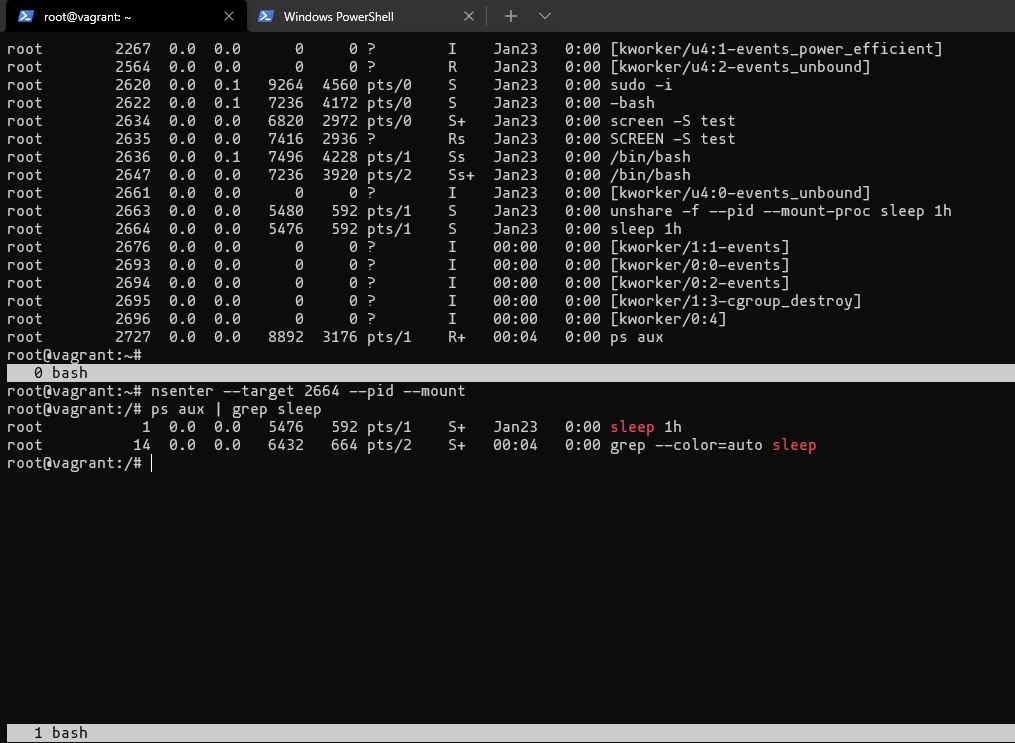 root@vagrant: ~
Windows PowerShell
root        2267  0.0  0.0      0     0 ?        I    Jan23   0:00 [kworker/u4:1-events_power_efficient]
root        2564  0.0  0.0      0     0 ?        R    Jan23   0:00 [kworker/u4:2-events_unbound]
root        2620  0.0  0.1   9264  4560 pts/0    S    Jan23   0:00 sudo -i
root        2622  0.0  0.1   7236  4172 pts/0    S    Jan23   0:00 -bash
root        2634  0.0  0.0   6820  2972 pts/0    S+   Jan23   0:00 screen -S test
root        2635  0.0  0.0   7416  2936 ?        Rs   Jan23   0:00 SCREEN -S test
root        2636  0.0  0.1   7496  4228 pts/1    Ss   Jan23   0:00 /bin/bash
root        2647  0.0  0.0   7236  3920 pts/2    Ss+  Jan23   0:00 /bin/bash
root        2661  0.0  0.0      0     0 ?        I    Jan23   0:00 [kworker/u4:0-events_unbound]
root        2663  0.0  0.0   5480   592 pts/1    S    Jan23   0:00 unshare -f --pid --mount-proc sleep 1h
root        2664  0.0  0.0   5476   592 pts/1    S    Jan23   0:00 sleep 1h
root        2676  0.0  0.0      0     0 ?        I    00:00   0:00 [kworker/1:1-events]
root        2693  0.0  0.0      0     0 ?        I    00:00   0:00 [kworker/0:0-events]
root        2694  0.0  0.0      0     0 ?        I    00:00   0:00 [kworker/0:2-events]
root        2695  0.0  0.0      0     0 ?        I    00:00   0:00 [kworker/1:3-cgroup_destroy]
root        2696  0.0  0.0      0     0 ?        I    00:00   0:00 [kworker/0:4]
root        2727  0.0  0.0   8892  3176 pts/1    R+   00:04   0:00 ps aux
root@vagrant:~#
0 bash
root@vagrant:~# nsenter --target 2664 --pid --mount
root@vagrant:/# ps aux | grep sleep
root           1  0.0  0.0   5476   592 pts/1    S+   Jan23   0:00 sleep 1h
root          14  0.0  0.0   6432   664 pts/2    S+   00:04   0:00 grep --color=auto sleep
root@vagrant:/#
1 bash